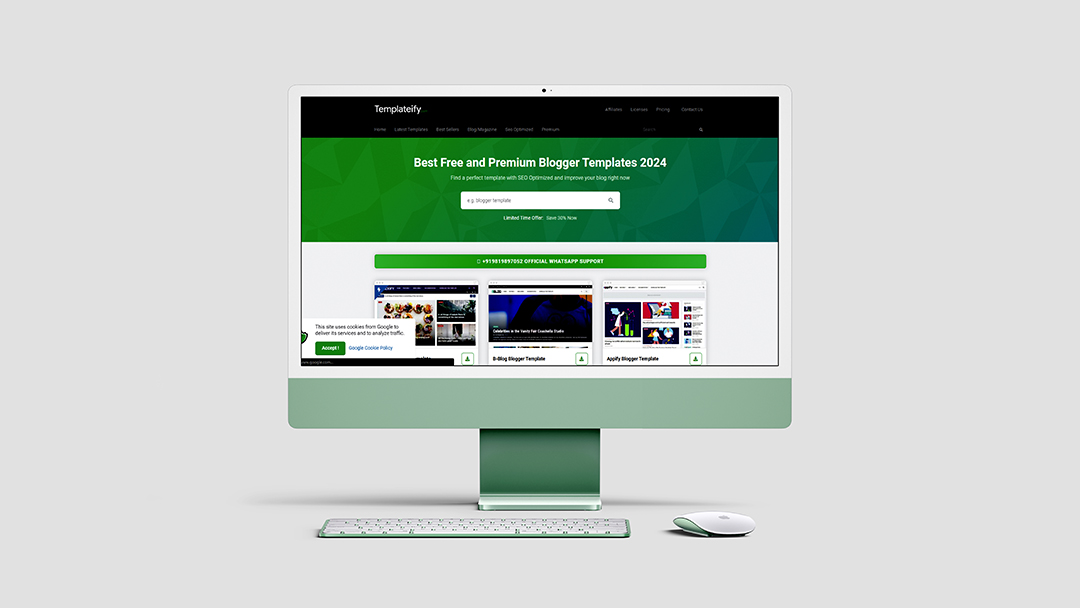 Templateify
Affiliates Licenses Pricing Contact Us
Home Latest Templates Best Sellers Blog/Magazine Seo Optimized Premium
Search
Best Free and Premium Blogger Templates 2024
Find a perfect template with SEO Optimized and improve your blog right now
e.g. blogger template
Limited Time Offer: Save 30% Now
+919819897052 OFFICIAL WHATSAPP SUPPORT
Celebrities in the Vanity Fair Coachella Studio
This site uses cookies from Google to
deliver its services and to analyze traffic.
Accept !
Google Cookie Policy
B-Blog Blogger Template
Appify Blogger Template
www.google.com...